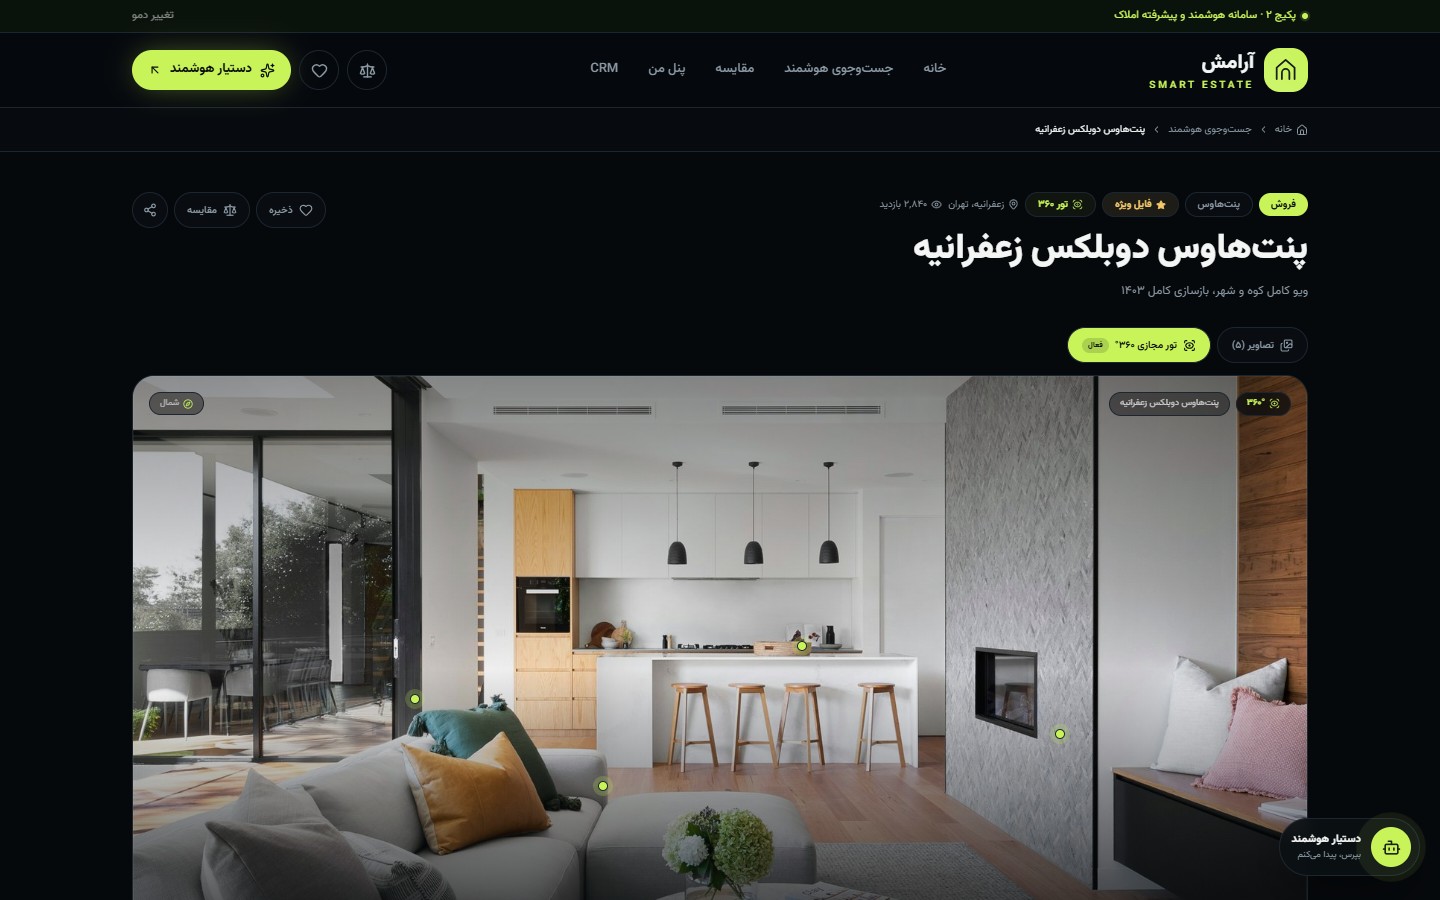 پکیج ۲ · سامانه هوشمند و پیشرفته املاک
تغییر دمو
آرامش
SMART ESTATE
خانه
جست‌وجوی هوشمند
مقایسه
پنل من
CRM
دستیار هوشمند
خانه
جست‌وجوی هوشمند
پنت‌هاوس دوبلکس زعفرانیه
فروش
پنت‌هاوس
فایل ویژه
تور ۳۶۰
زعفرانیه، تهران
۲,۸۴۰ بازدید
ذخیره
مقایسه
پنت‌هاوس دوبلکس زعفرانیه
ویو کامل کوه و شهر، بازسازی کامل ۱۴۰۳
تصاویر (۵)
تور مجازی ۳۶۰°
فعال
۳۶۰°
پنت‌هاوس دوبلکس زعفرانیه
شمال
دستیار هوشمند
بپرس، پیدا می‌کنم